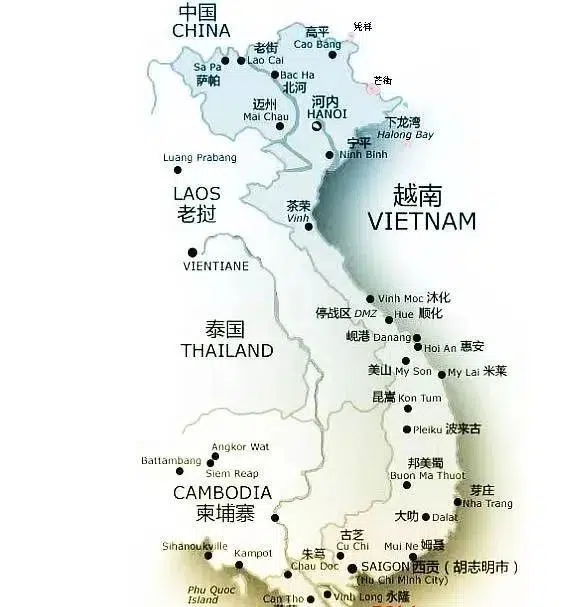 中国
CHINA
高平
Cao Bang
凭祥
老街
Lao Cai
Sa Pa
萨帕
Bac Ha
北河
芒街
迈州
Mai Chau
河内
HANOI
下龙湾
Halong Bay
宁平
Ninh Binh
Luang Prabang
LAOS
老挝
茶荣
Vinh
越南
VIETNAM
VIENTIANE
Vinh Moc 沐化
停战区 DMZ
Hue 顺化
泰国
THAILAND
岘港 Danang
Hoi An 惠安
美山 My Son
My Lai 米莱
昆嵩 Kon Tum
Pleiku 波来古
Angkor Wat
Battambang
Siem Reap
邦美蜀
Buon Ma Thuot
CAMBODIA
柬埔寨
芽庄
Nha Trang
大叻 Dalat
Sihanoukville
Kampot
朱笃
Chau Doc
古芝
Cu Chi
Mui Ne 姆聂
SAIGON 西贡（胡志明市）
(Ho Chi Minh City)
Phu Quoc
Island
Can Tho
Vinh Long 永隆